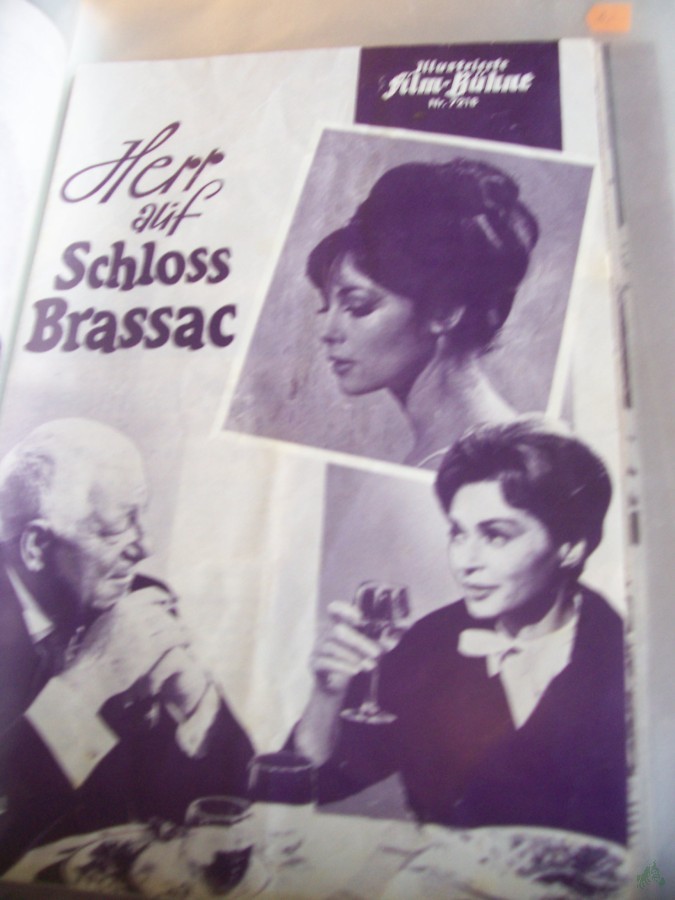 Illustrierte
Film-Bühne
Nr. 7216
Herr
auf
Schloss
Brassac